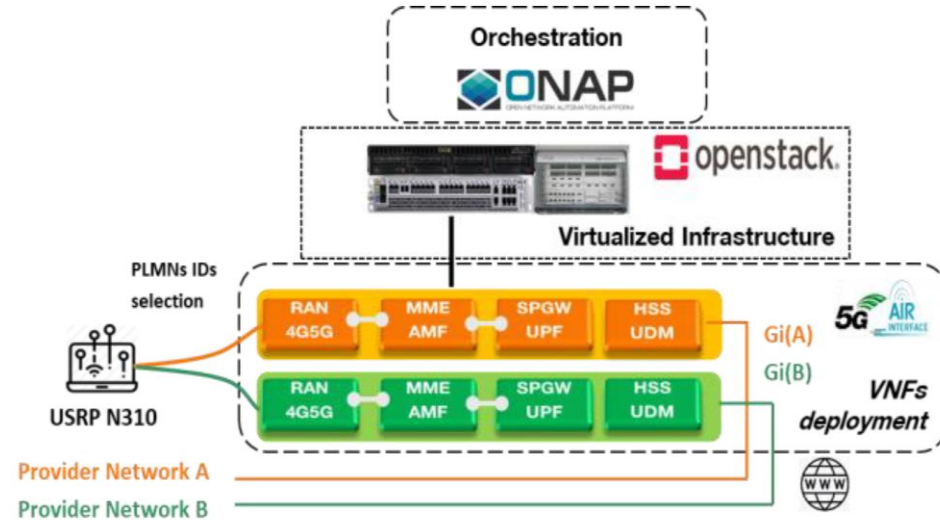 Orchestration
ONAP
OPEN NETWORK AUTOMATION PLATFORM
openstack.
Virtualized Infrastructure
PLMNs IDs
selection
RAN
4G5G
MME
AMF
SPGW
UPF
HSS
UDM
5G AIR
INTERFACE
Gi(A)
Gi(B)
RAN
4G5G
MME
AMF
SPGW
UPF
HSS
UDM
VNFs
deployment
USRP N310
Provider Network A
Provider Network B
WWW